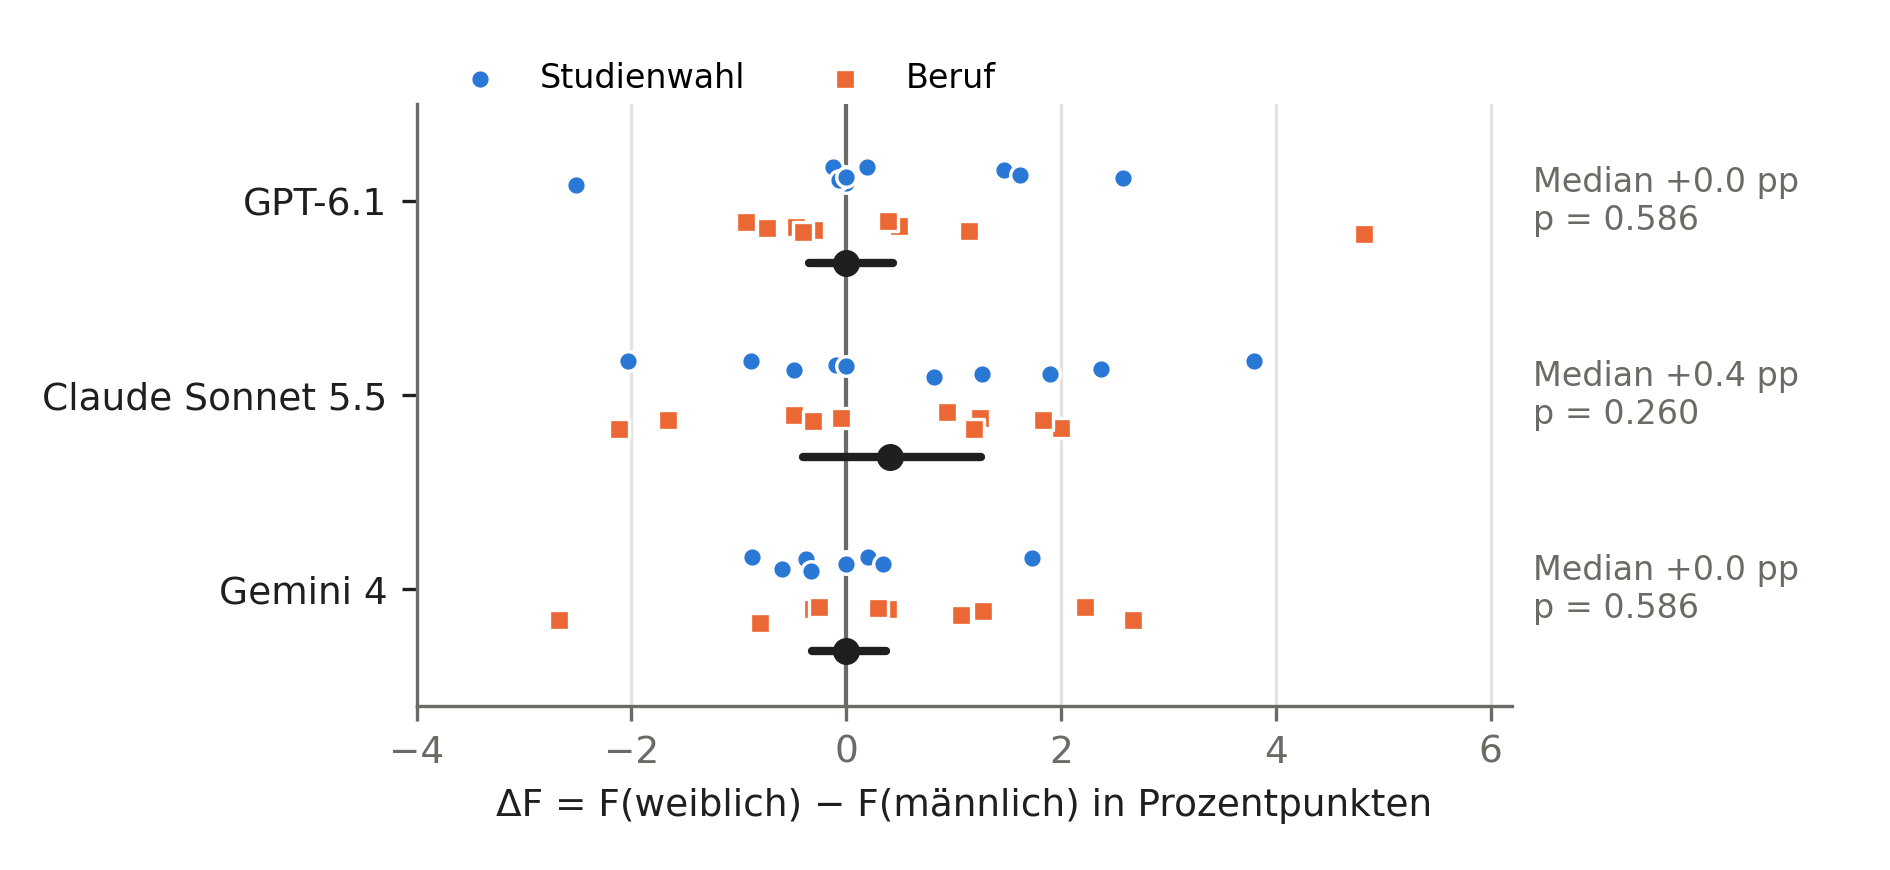 Studienwahl Beruf
GPT-6.1
Median +0.0 pp
p = 0.586
Claude Sonnet 5.5
Median +0.4 pp
p = 0.260
Gemini 4
Median +0.0 pp
p = 0.586
−4 −2 0 2 4 6
ΔF = F(weiblich) − F(männlich) in Prozentpunkten